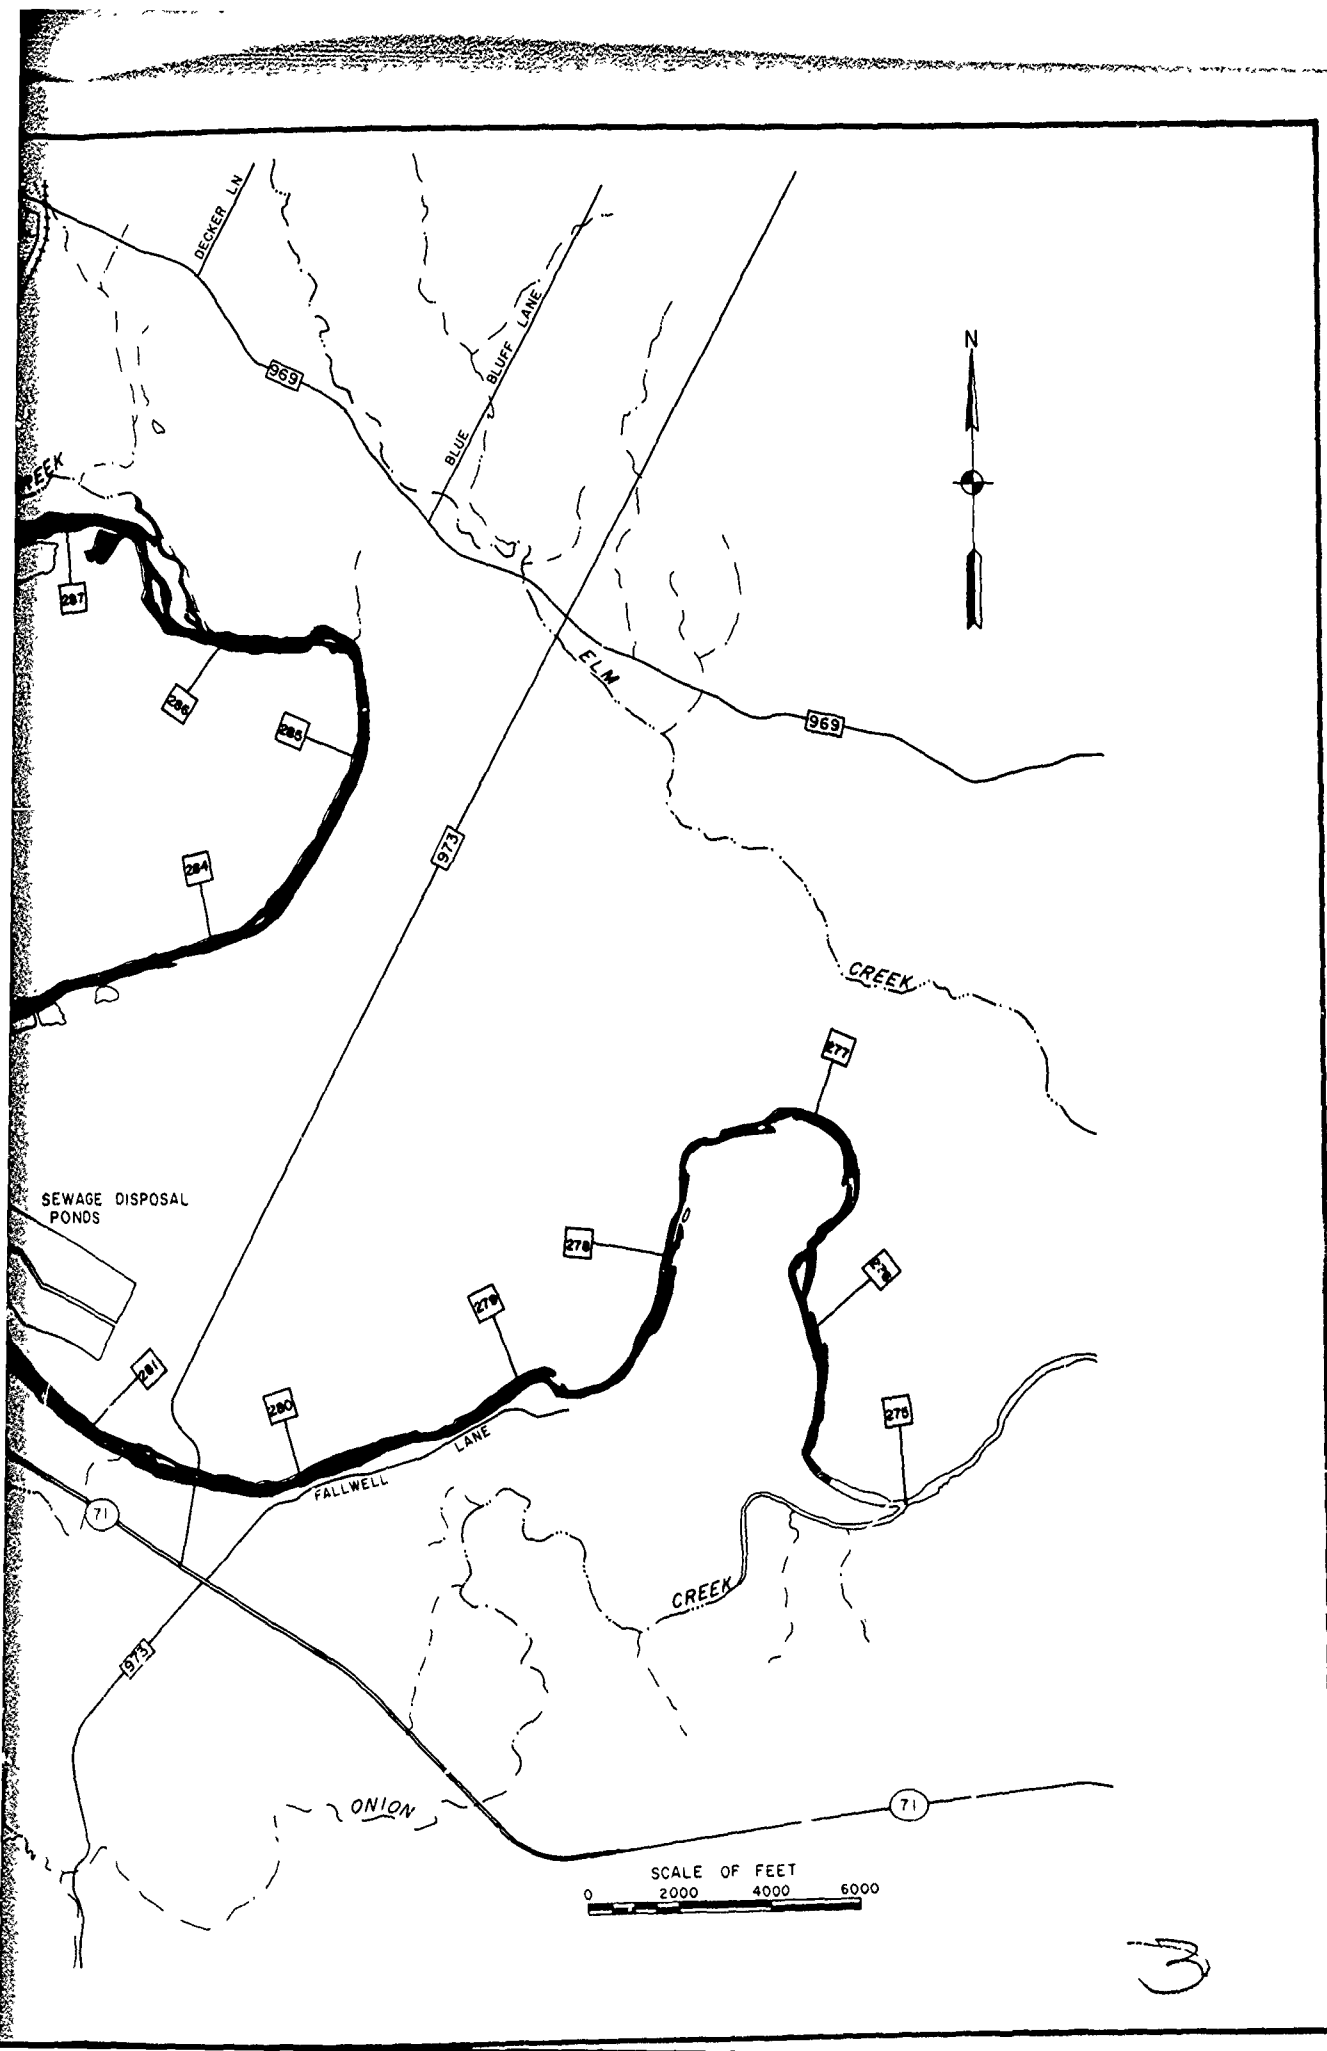 DECKER LN
BLUE BLUFF LANE
N
969
REEK
287
286
285
ELM
969
973
284
CREEK
277
SEWAGE DISPOSAL
PONDS
278
276
279
281
280
275
FALLWELL LANE
71
CREEK
973
ONION
71
SCALE OF FEET
0 2000 4000 6000
3